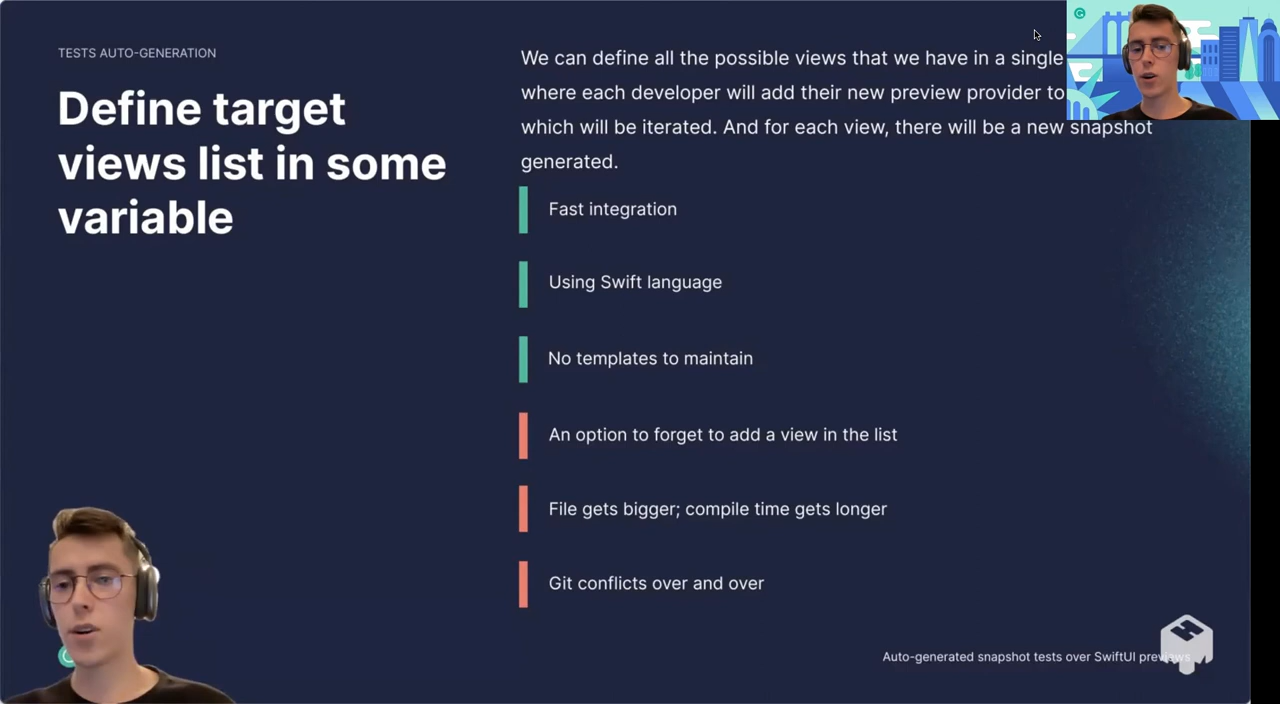 TESTS AUTO-GENERATION
Define target
views list in some
variable
We can define all the possible views that we have in a single
where each developer will add their new preview provider to
which will be iterated. And for each view, there will be a new snapshot
generated.
Fast integration
Using Swift language
No templates to maintain
An option to forget to add a view in the list
File gets bigger; compile time gets longer
Git conflicts over and over
Auto-generated snapshot tests over SwiftUI previews